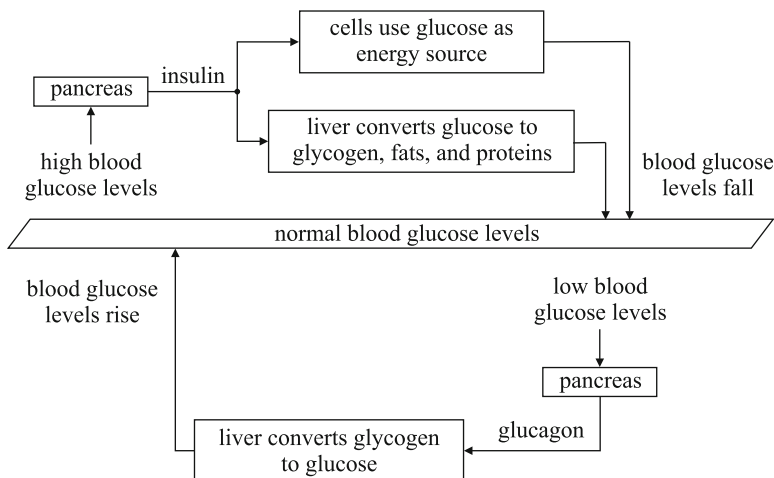 cells use glucose as
energy source
insulin
pancreas
liver converts glucose to
glycogen, fats, and proteins
high blood
glucose levels
blood glucose
levels fall
normal blood glucose levels
blood glucose
levels rise
low blood
glucose levels
pancreas
glucagon
liver converts glycogen
to glucose